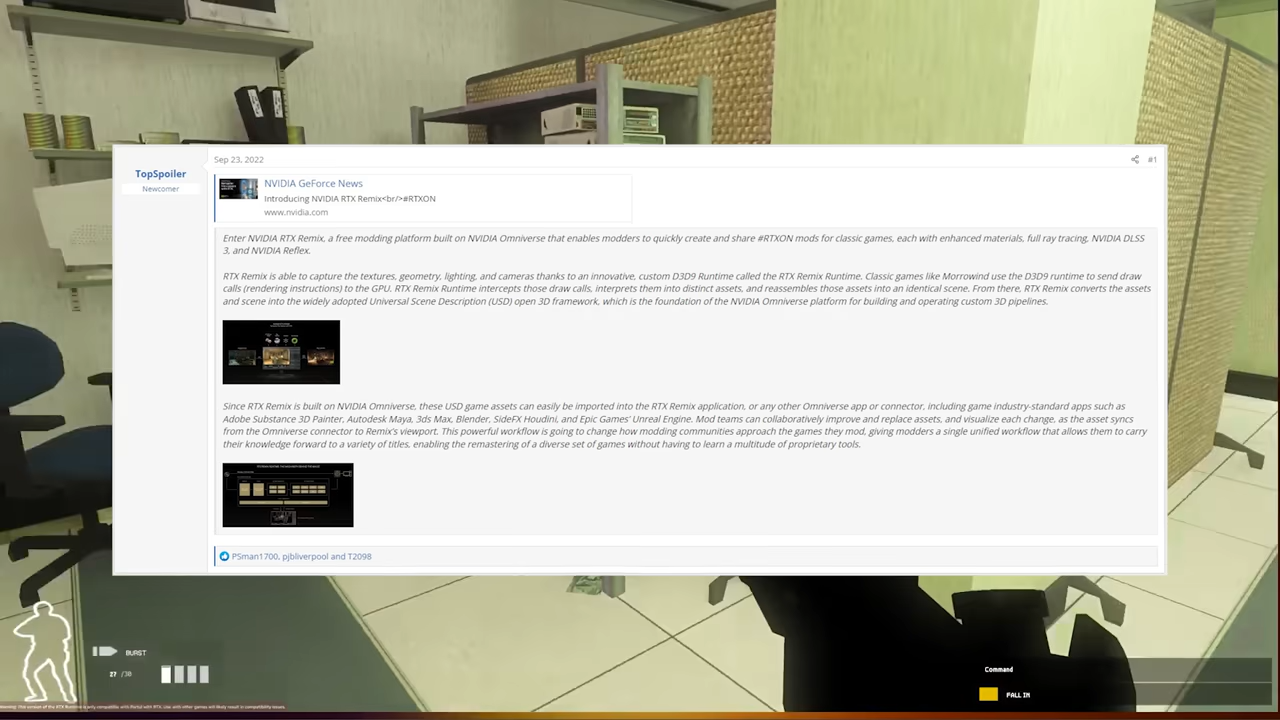 Sep 23, 2022
#1
TopSpoiler
Newcomer
NVIDIA GeForce News
Introducing NVIDIA RTX Remix<br/>#RTXON
www.nvidia.com
Enter NVIDIA RTX Remix, a free modding platform built on NVIDIA Omniverse that enables modders to quickly create and share #RTXON mods for classic games, each with enhanced materials, full ray tracing, NVIDIA DLSS
3, and NVIDIA Reflex.
RTX Remix is able to capture the textures, geometry, lighting, and cameras thanks to an innovative, custom D3D9 Runtime called the RTX Remix Runtime. Classic games like Morrowind use the D3D9 runtime to send draw
calls (rendering instructions) to the GPU. RTX Remix Runtime intercepts those draw calls, interprets them into distinct assets, and reassembles those assets into an identical scene. From there, RTX Remix converts the assets
and scene into the widely adopted Universal Scene Description (USD) open 3D framework, which is the foundation of the NVIDIA Omniverse platform for building and operating custom 3D pipelines.
Since RTX Remix is built on NVIDIA Omniverse, these USD game assets can easily be imported into the RTX Remix application, or any other Omniverse app or connector, including game industry-standard apps such as
Adobe Substance 3D Painter, Autodesk Maya, 3ds Max, Blender, SideFX Houdini, and Epic Games' Unreal Engine. Mod teams can collaboratively improve and replace assets, and visualize each change, as the asset syncs
from the Omniverse connector to Remix's viewport. This powerful workflow is going to change how modding communities approach the games they mod, giving modders a single unified workflow that allows them to carry
their knowledge forward to a variety of titles, enabling the remastering of a diverse set of games without having to learn a multitude of proprietary tools.
PSman1700, pjbliverpool and T2098
BURST
27 /30
Command
FALL IN